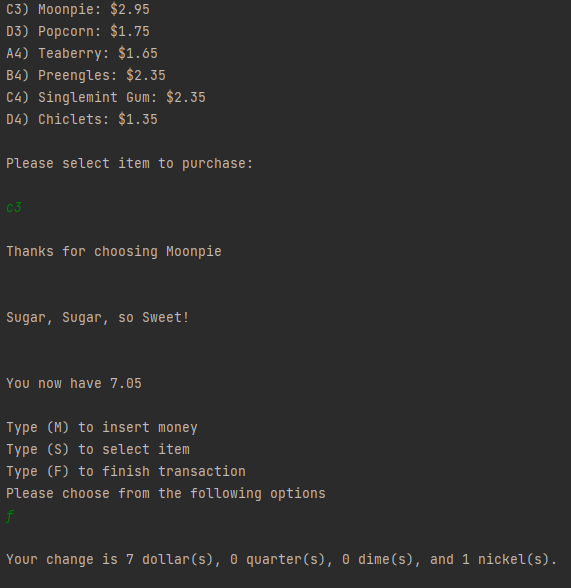 C3) Moonpie: $2.95
D3) Popcorn: $1.75
A4) Teaberry: $1.65
B4) Preengles: $2.35
C4) Singlemint Gum: $2.35
D4) Chiclets: $1.35
Please select item to purchase:
c3
Thanks for choosing Moonpie
Sugar, Sugar, so Sweet!
You now have 7.05
Type (M) to insert money
Type (S) to select item
Type (F) to finish transaction
Please choose from the following options
f
Your change is 7 dollar(s), 0 quarter(s), 0 dime(s), and 1 nickel(s).